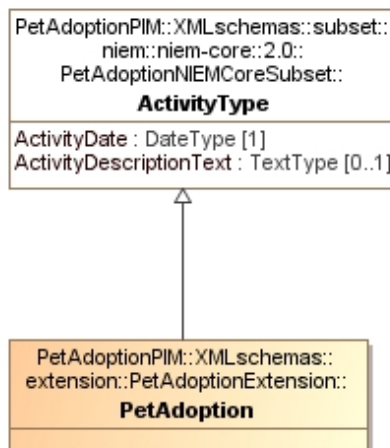 PetAdoptionPIM::XMLschemas::subset::
niem::niem-core::2.0::
PetAdoptionNIEMCoreSubset::
ActivityType
ActivityDate : DateType [1]
ActivityDescriptionText : TextType [0..1]
PetAdoptionPIM::XMLschemas::
extension::PetAdoptionExtension::
PetAdoption